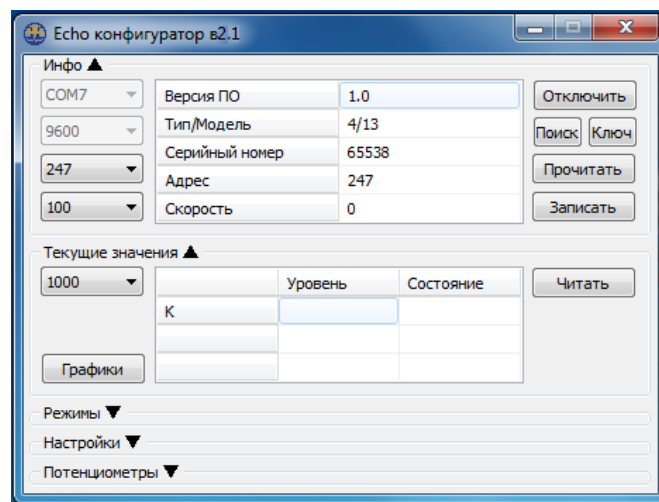 Echo конфигуратор в2.1
Инфо ▲
COM7
Версия ПО 1.0
Отключить
9600
Тип/Модель 4/13
Поиск Ключ
Серийный номер 65538
247
Адрес 247
Прочитать
100
Скорость 0
Записать
Текущие значения ▲
1000
Уровень Состояние
Читать
К
Графики
Режимы ▼
Настройки ▼
Потенциометры ▼